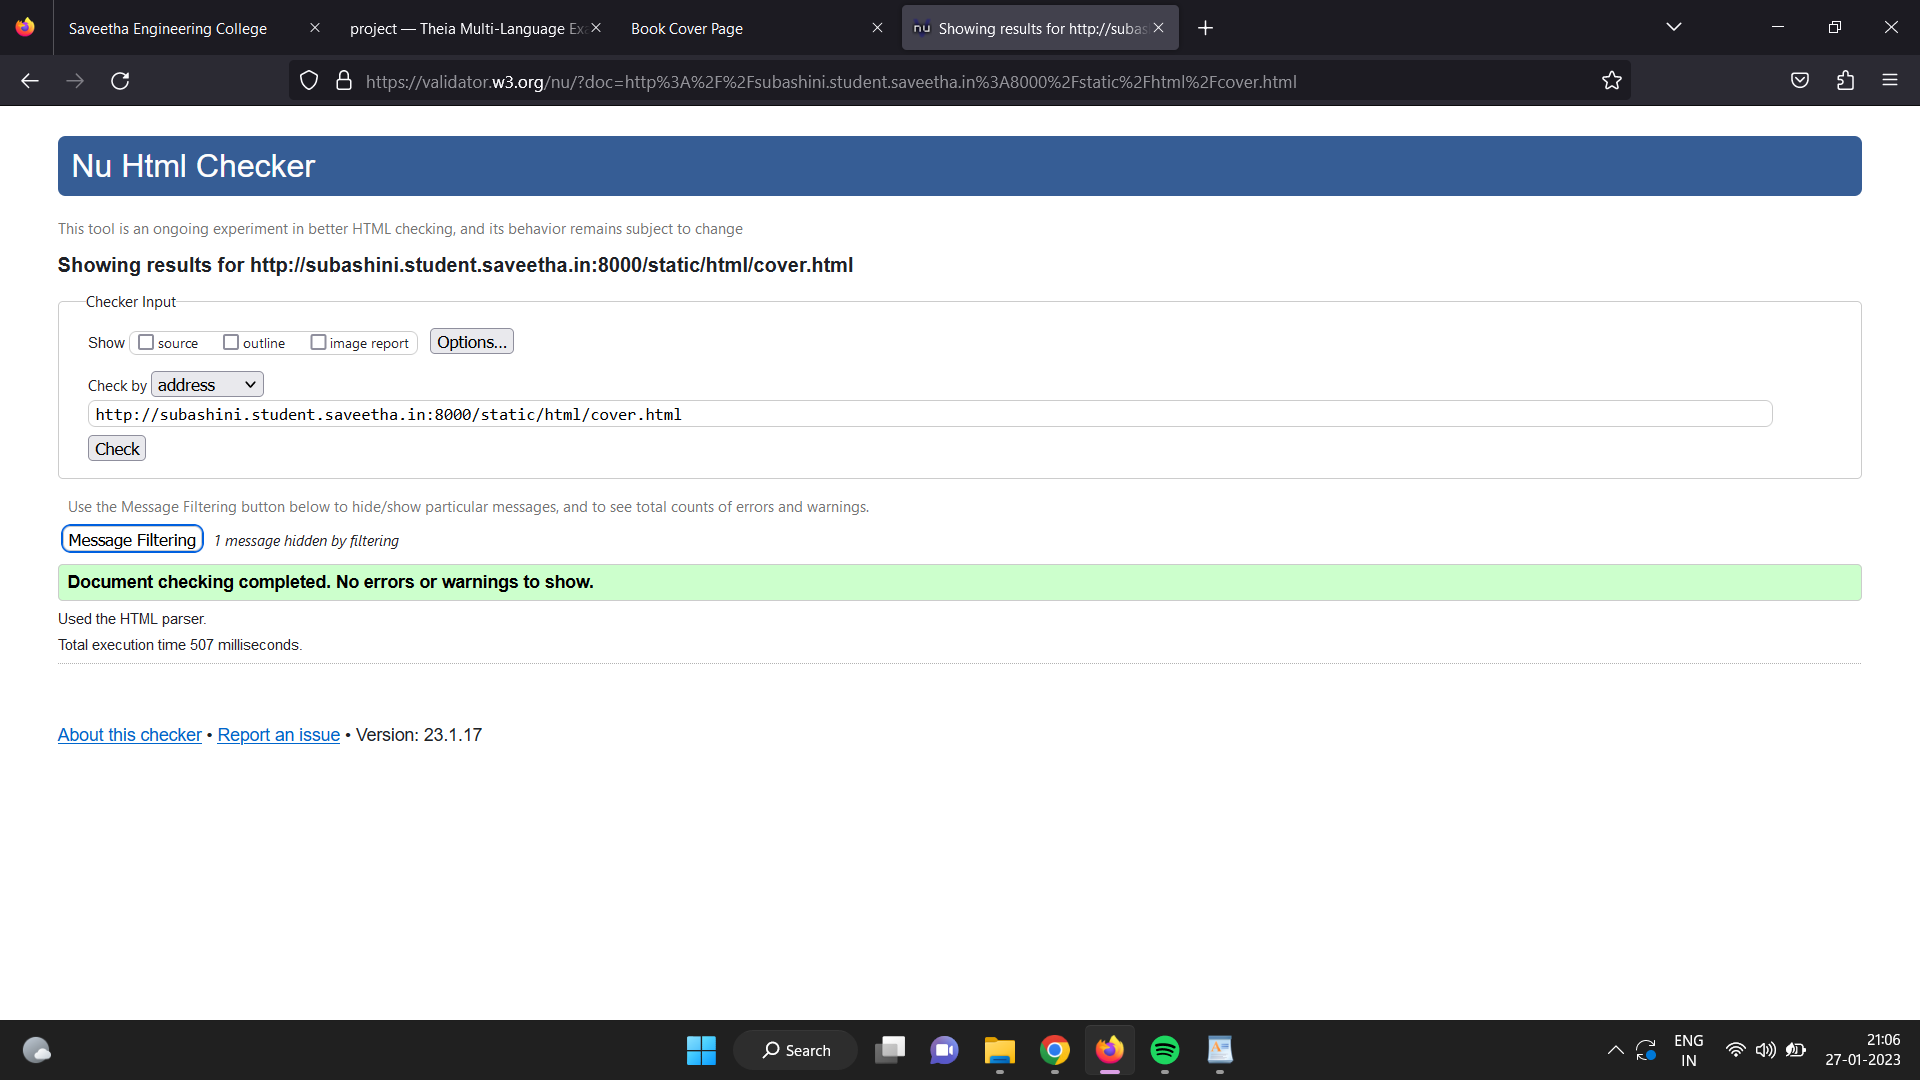 Saveetha Engineering College
project — Theia Multi-Language Ex
Book Cover Page
nu Showing results for http://subas
https://validator.w3.org/nu/?doc=http%3A%2F%2Fsubashini.student.saveetha.in%3A8000%2Fstatic%2Fhtml%2Fcover.html
Nu Html Checker
This tool is an ongoing experiment in better HTML checking, and its behavior remains subject to change
Showing results for http://subashini.student.saveetha.in:8000/static/html/cover.html
Checker Input
Show source outline image report Options...
Check by address
http://subashini.student.saveetha.in:8000/static/html/cover.html
Check
Use the Message Filtering button below to hide/show particular messages, and to see total counts of errors and warnings.
Message Filtering 1 message hidden by filtering
Document checking completed. No errors or warnings to show.
Used the HTML parser.
Total execution time 507 milliseconds.
About this checker • Report an issue • Version: 23.1.17
Search
ENG
IN
21:06
27-01-2023